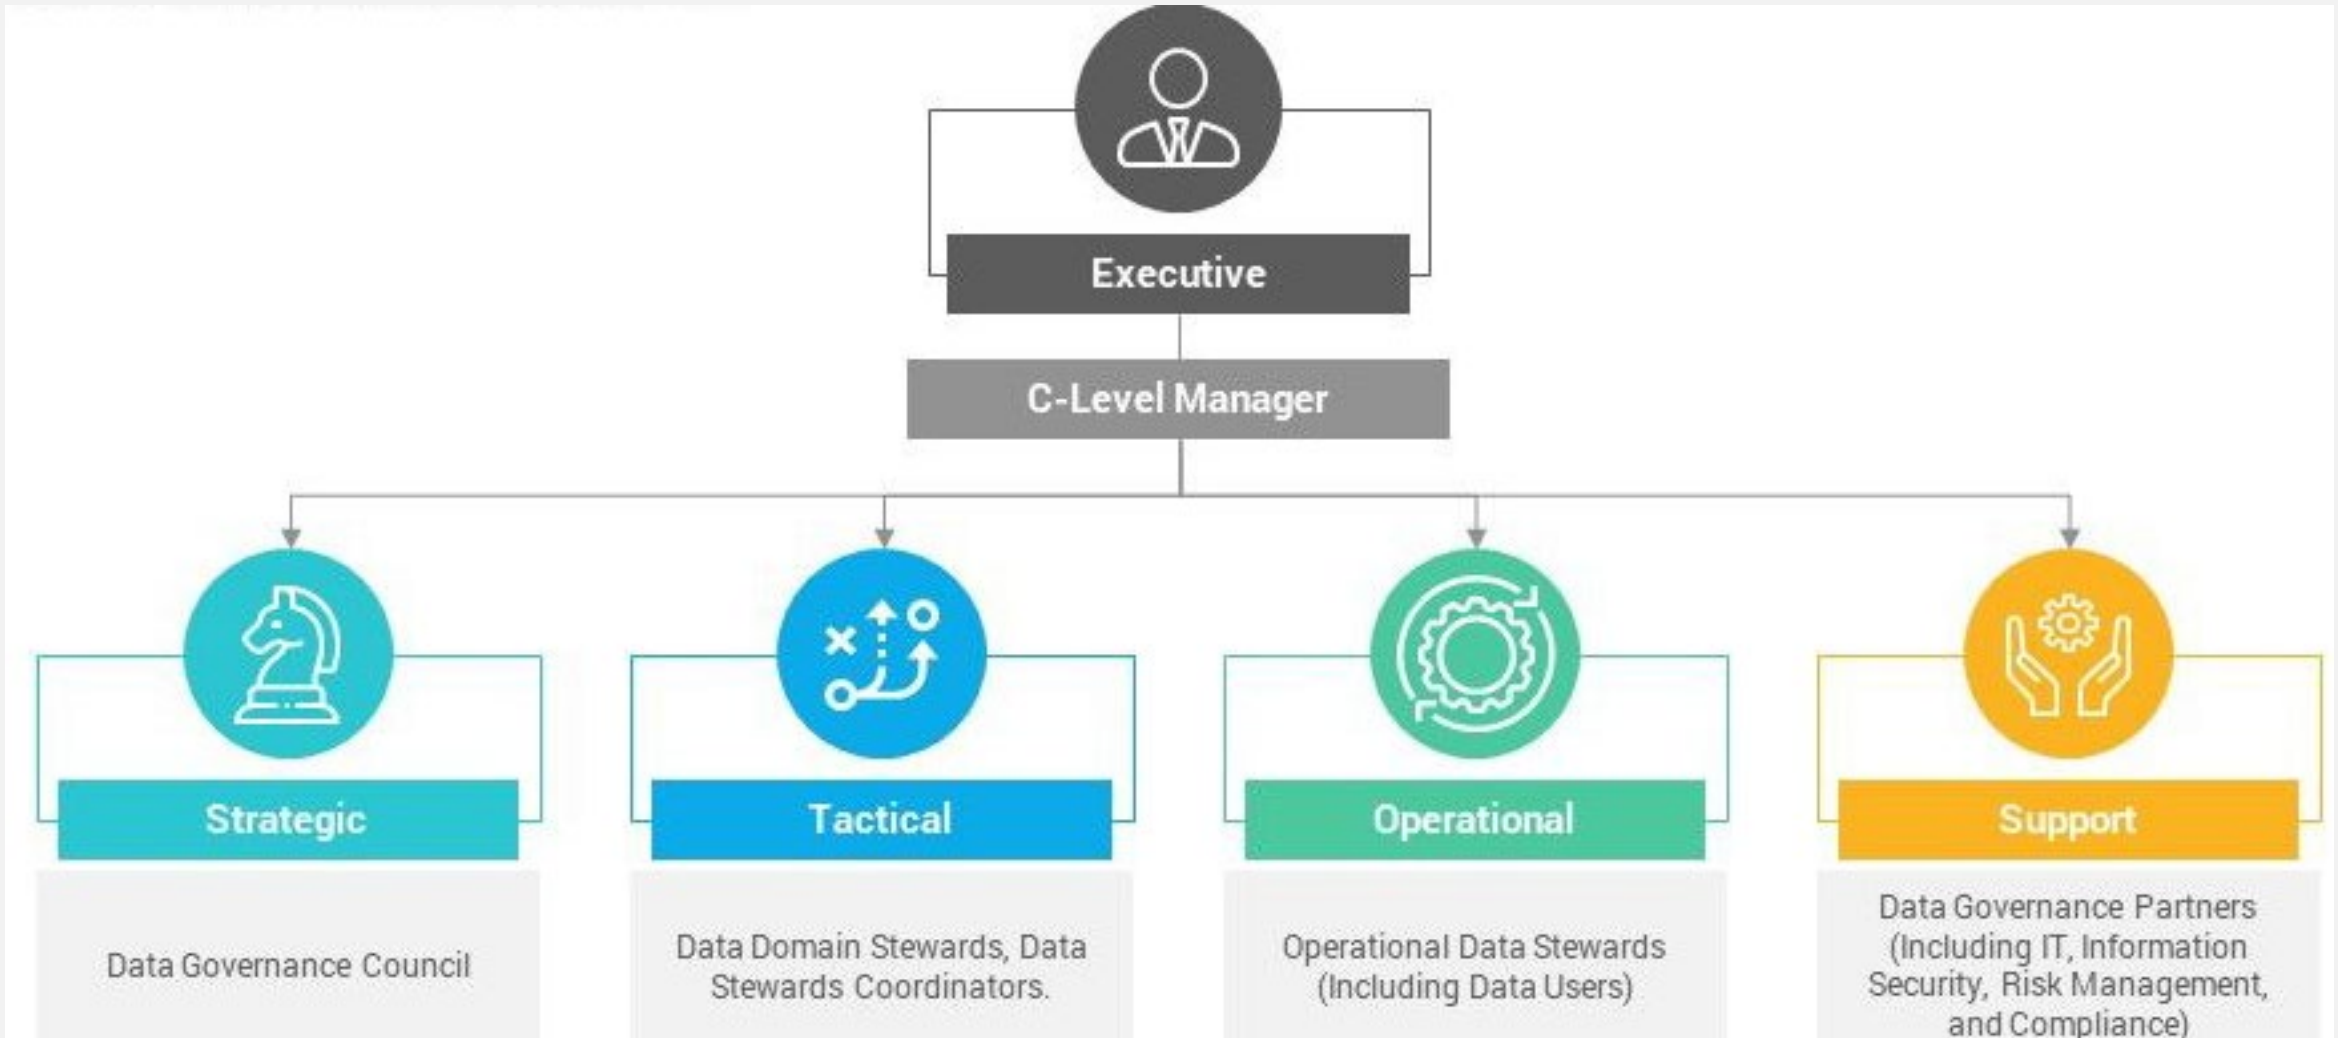 Executive
C-Level Manager
Strategic
Tactical
Operational
Support
Data Governance Council
Data Domain Stewards, Data
Stewards Coordinators.
Operational Data Stewards
(Including Data Users)
Data Governance Partners
(Including IT, Information
Security, Risk Management,
and Compliance)